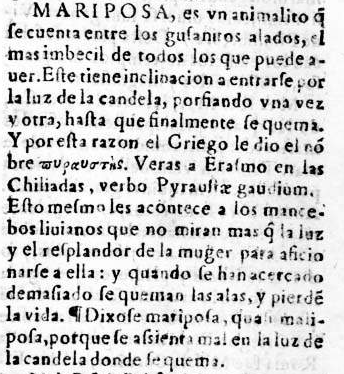 MARIPOSA, es vn animalito q̃
se cuenta entre los gusanitos alados, el
mas imbecil de todos los que puede a-
uer. Este tiene inclinacion a entrarse por
la luz de la candela, porfiando vna vez
y otra, hasta que finalmente se quema.
Y por esta razon el Griego le dio el nõ
bre ϖυραυστὴς. Veras a Erasmo en las
Chiliadas, verbo Pyraustæ gaudium.
Esto mesmo les acontece a los mance-
bos liuianos que no miran mas q̃ la luz
y el resplandor de la muger para aficio
narse a ella: y quando se han acercado
demasiado se queman las alas, y pierdẽ
la vida. ¶ Dixose mariposa, quasi mali-
posa, porque se assienta mal en la luz de
la candela donde se quema.